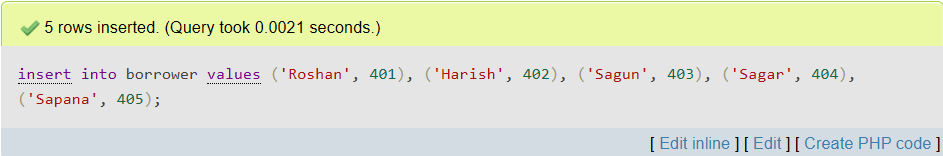 5 rows inserted. (Query took 0.0021 seconds.)
insert into borrower values ('Roshan', 401), ('Harish', 402), ('Sagun', 403), ('Sagar', 404),
('Sapana', 405);
[ Edit inline ] [ Edit ] [ Create PHP code ]